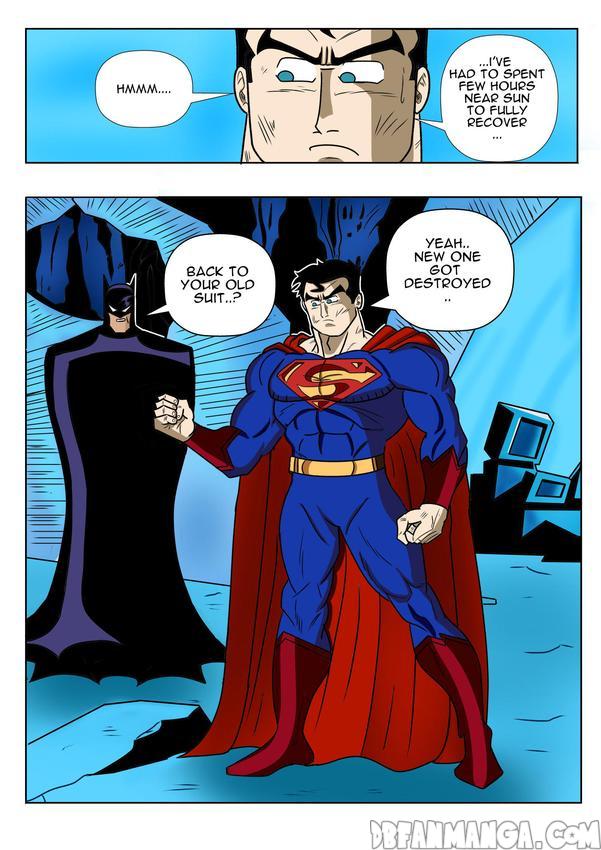 HMMM....
...I'VE
HAD TO SPENT
FEW HOURS
NEAR SUN
TO FULLY
RECOVER
...
BACK TO
YOUR OLD
SUIT..?
YEAH..
NEW ONE
GOT
DESTROYED
..
S
DBFANMANGA.COM